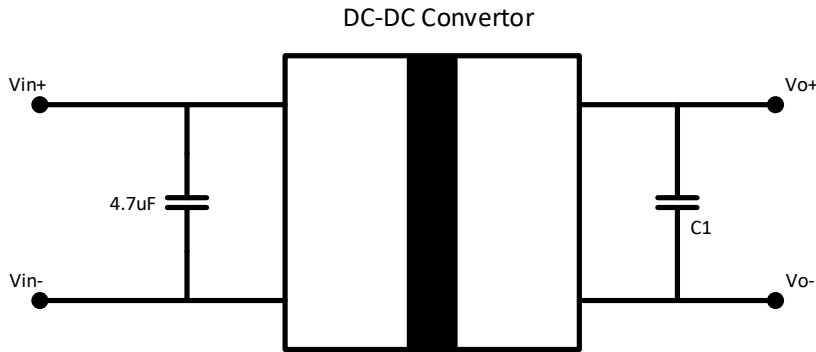 DC-DC Convertor
Vin+
Vo+
4.7uF
C1
Vin-
Vo-